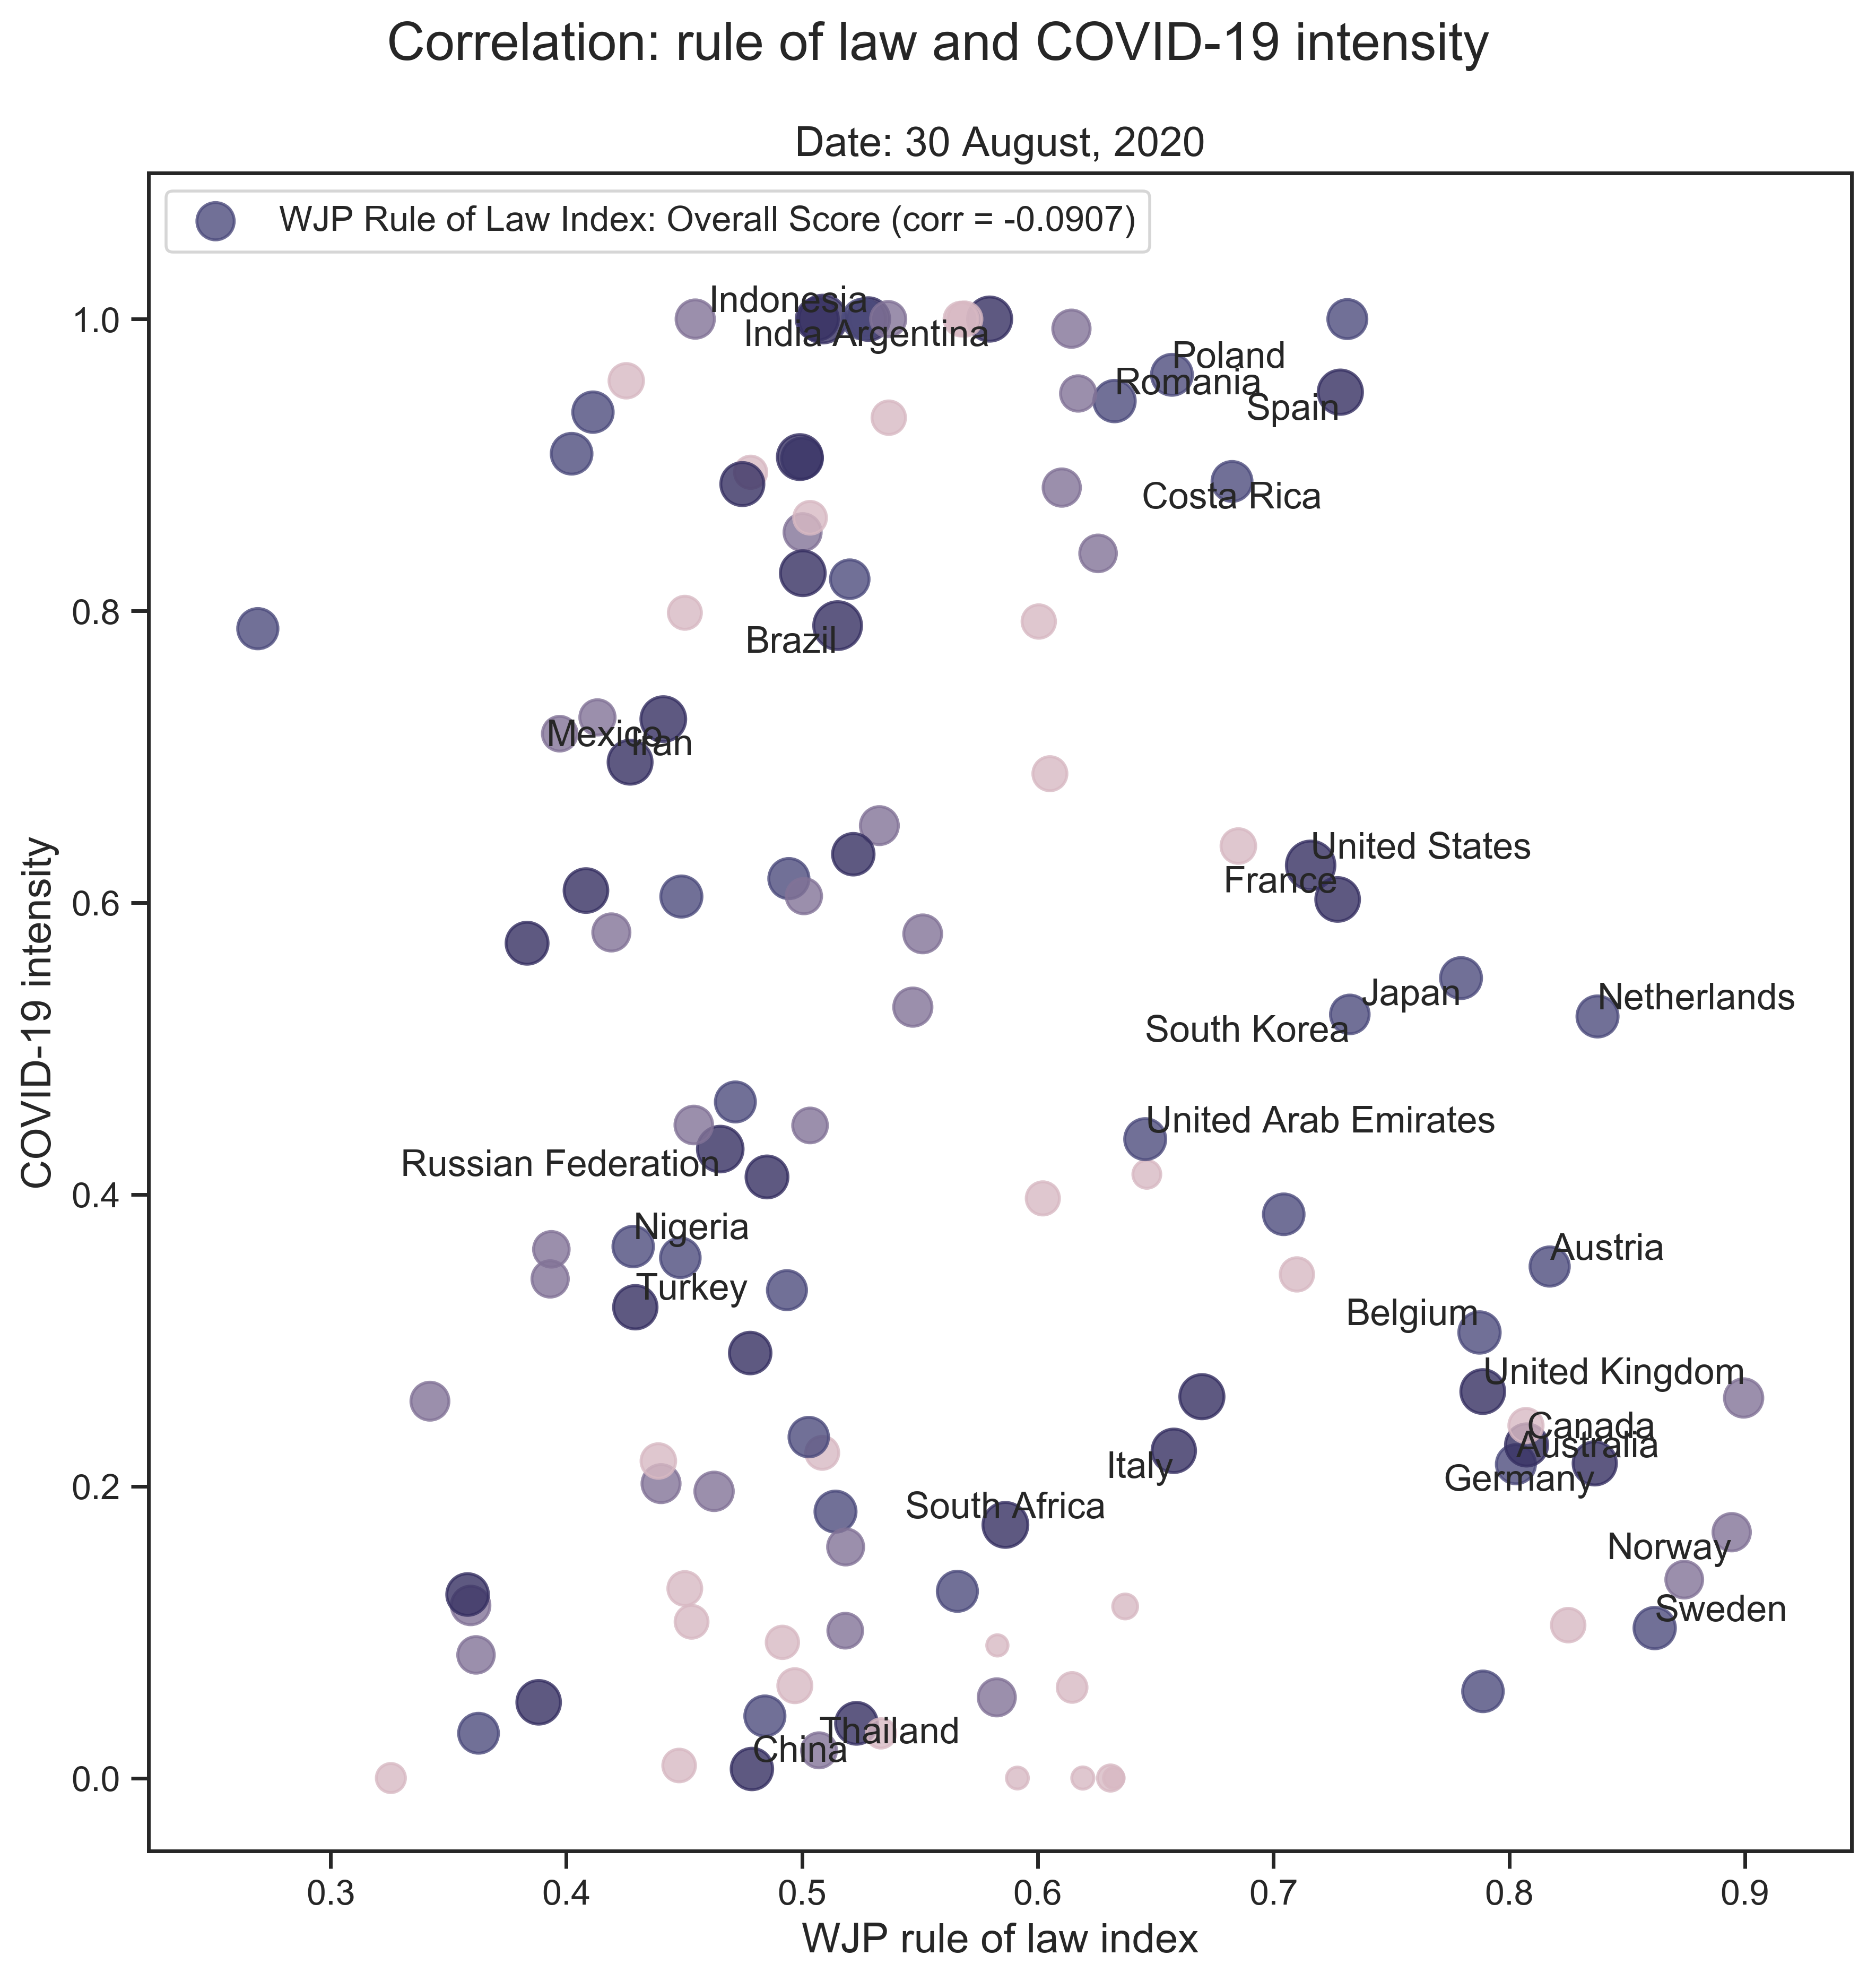 Correlation: rule of law and COVID-19 intensity
Date: 30 August, 2020
WJP Rule of Law Index: Overall Score (corr = -0.0907)
Indonesia
India Argentina
Poland
Romania
Spain
Costa Rica
Brazil
Mexico
Iran
United States
France
Japan
Netherlands
South Korea
United Arab Emirates
Russian Federation
Nigeria
Austria
Turkey
Belgium
United Kingdom
Canada
Australia
Italy
Germany
South Africa
Norway
Sweden
Thailand
China
1.0
0.8
0.6
0.4
0.2
0.0
COVID-19 intensity
0.3 0.4 0.5 0.6 0.7 0.8 0.9
WJP rule of law index